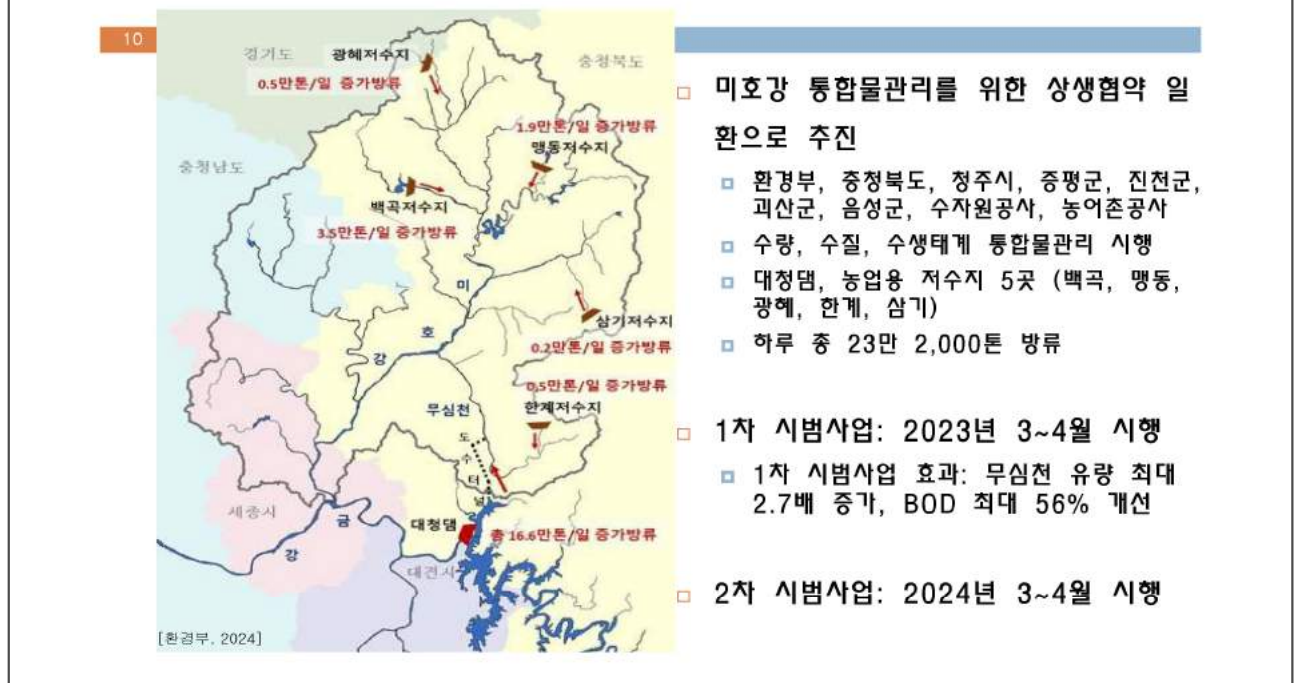 10
경기도
광혜저수지
충청북도
0.5만톤/일 증가방류
1.9만톤/일 증가방류
맹동저수지
충청남도
백곡저수지
3.5만톤/일 증가방류
미
호
강
삼기저수지
0.2만톤/일 증가방류
0.5만톤/일 증가방류
무심천
한계저수지
도
수
터
널
세종시
금
강
대청댐
총 16.6만톤/일 증가방류
대전시
[환경부, 2024]
미호강 통합물관리를 위한 상생협약 일
환으로 추진
환경부, 충청북도, 청주시, 증평군, 진천군,
괴산군, 음성군, 수자원공사, 농어촌공사
수량, 수질, 수생태계 통합물관리 시행
대청댐, 농업용 저수지 5곳 (백곡, 맹동,
광혜, 한계, 삼기)
하루 총 23만 2,000톤 방류
1차 시범사업: 2023년 3~4월 시행
1차 시범사업 효과: 무심천 유량 최대
2.7배 증가, BOD 최대 56% 개선
2차 시범사업: 2024년 3~4월 시행